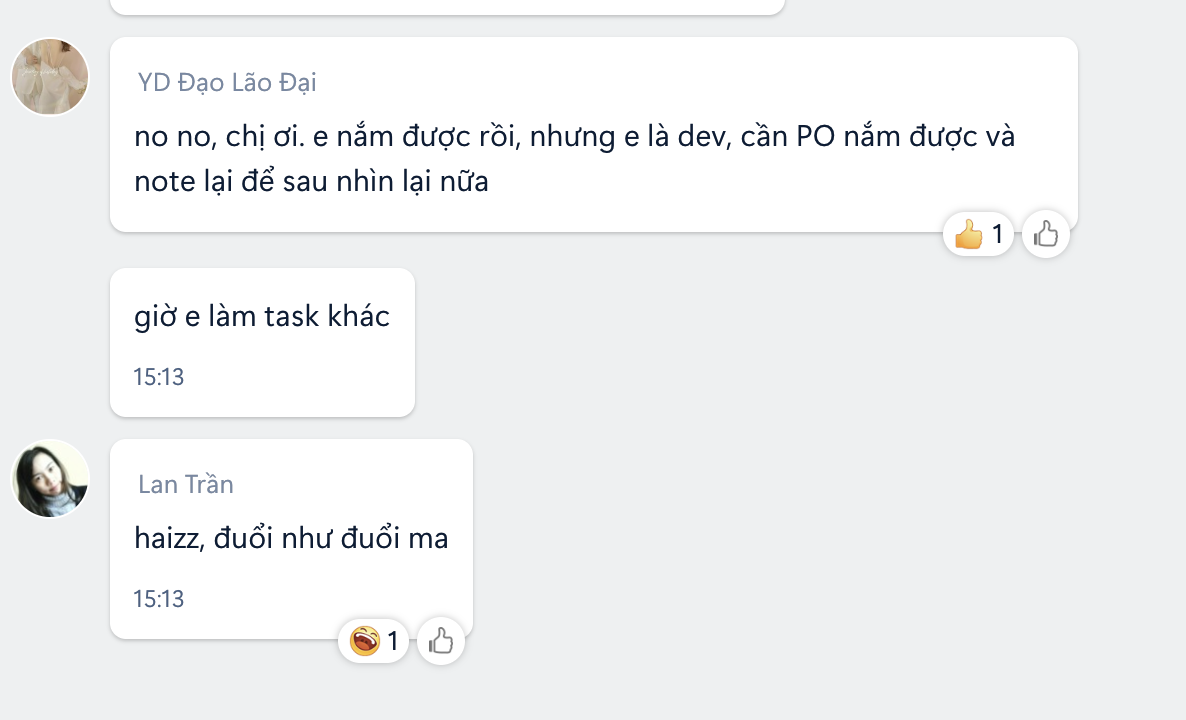 YD Đạo Lão Đại
no no, chị ơi. e nắm được rồi, nhưng e là dev, cần PO nắm được và
note lại để sau nhìn lại nữa
1
giờ e làm task khác
15:13
Lan Trần
haizz, đuổi như đuổi ma
15:13
1